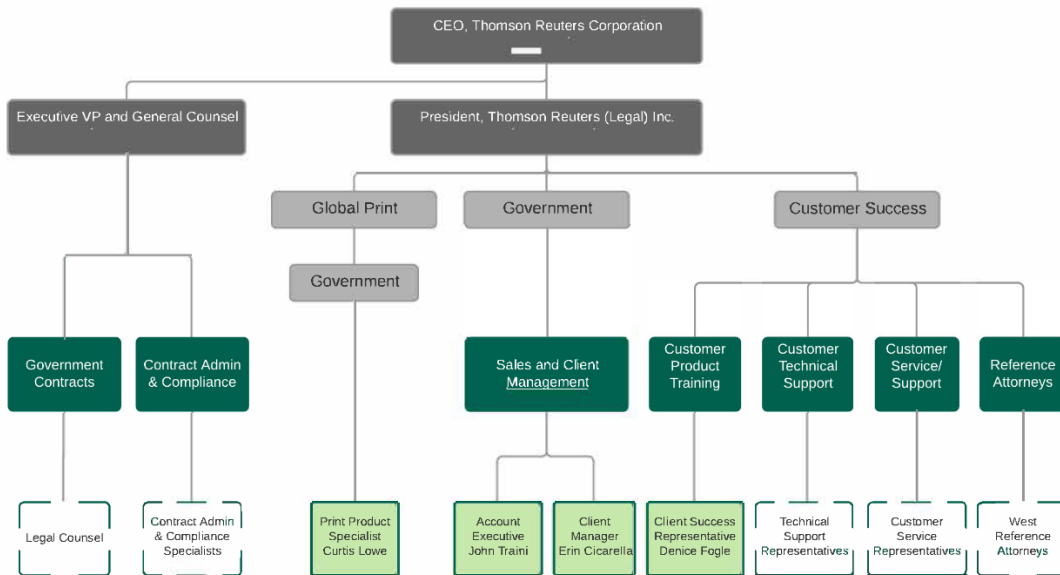 CEO, Thomson Reuters Corporation
Executive VP and General Counsel
President, Thomson Reuters (Legal) Inc.
Global Print
Government
Customer Success
Government
Government
Contracts
Contract Admin
& Compliance
Sales and Client
Management
Customer
Product
Training
Customer
Technical
Support
Customer
Service/
Support
Reference
Attorneys
Legal Counsel
Contract Admin
& Compliance
Specialists
Print Product
Specialist
Curtis Lowe
Account
Executive
John Traini
Client
Manager
Erin Cicarella
Client Success
Representative
Denice Fogle
Technical
Support
Representatives
Customer
Service
Representatives
West
Reference
Attorneys